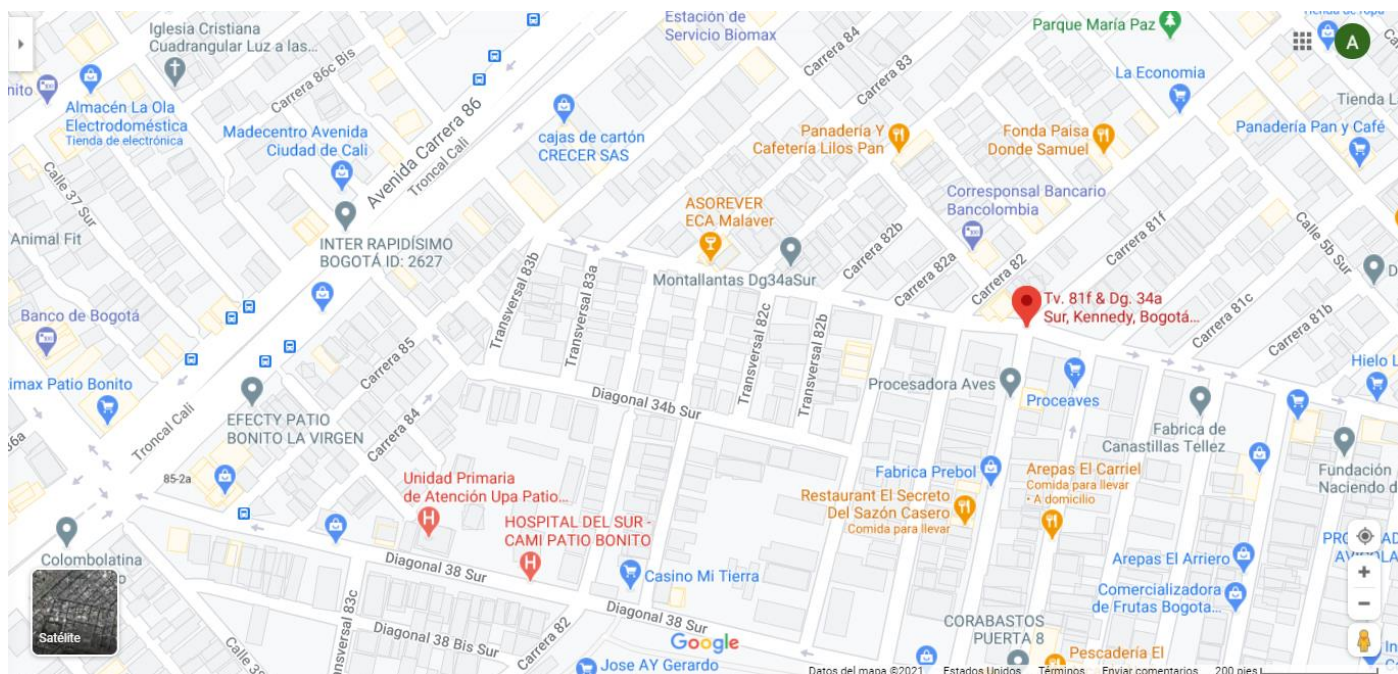 Iglesia Cristiana
Cuadrangular Luz a las...
Carrera 86c Bis
Estación de
Servicio Biomax
Carrera 84
Carrera 83
Parque María Paz
A
nito
Almacén La Ola
Electrodoméstica
Tienda de electrónica
Madecentro Avenida
Ciudad de Cali
Avenida Carrera 86
Troncal Cali
cajas de cartón
CRECER SAS
Panadería Y
Cafetería Lilos Pan
La Economia
Fonda Paisa
Donde Samuel
Tienda L
Panadería Pan y Café
Calle 37 Sur
Animal Fit
INTER RAPIDÍSIMO
BOGOTÁ ID: 2627
ASOREVER
ECA Malaver
Montallantas Dg34aSur
Corresponsal Bancario
Bancolombia
Carrera 82b
Carrera 82a
Carrera 82
Carrera 81f
Calle 5b Sur
D
Transversal 83b
Transversal 83a
Transversal 82c
Transversal 82b
Tv. 81f & Dg. 34a
Sur, Kennedy, Bogotá...
Carrera 81c
Carrera 81b
Banco de Bogotá
timax Patio Bonito
Carrera 85
Hielo L
Procesadora Aves
Proceaves
Diagonal 34b Sur
EFECTY PATIO
BONITO LA VIRGEN
Carrera 84
Troncal Cali
86a
85-2a
Fabrica de
Canastillas Tellez
Fundación
Naciendo d
Unidad Primaria
de Atención Upa Patio...
HOSPITAL DEL SUR -
CAMI PATIO BONITO
Fabrica Prebol
Restaurant El Secreto
Del Sazón Casero
Comida para llevar
Arepas El Carriel
Comida para llevar
• A domicilio
Colombolatina
Diagonal 38 Sur
Casino Mi Tierra
Arepas El Arriero
Comercializadora
de Frutas Bogota...
Satélite
Transversal 83c
Diagonal 38 Bis Sur
Diagonal 38 Sur
Carrera 82
Google
CORABASTOS
PUERTA 8
Pescadería El
Jose AY Gerardo
Datos del mapa ©2021
Estados Unidos
Términos
Enviar comentarios
200 pies